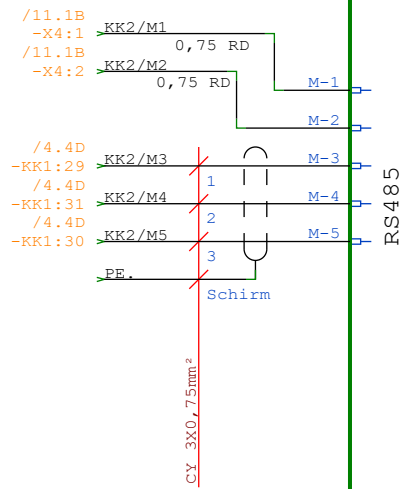 /11.1B
-X4:1
KK2/M1
0,75 RD
/11.1B
-X4:2
KK2/M2
0,75 RD
M-1
M-2
/4.4D
-KK1:29
KK2/M3
1
M-3
/4.4D
-KK1:31
KK2/M4
2
M-4
/4.4D
-KK1:30
KK2/M5
3
M-5
PE.
Schirm
RS485
CY 3X0,75mm²